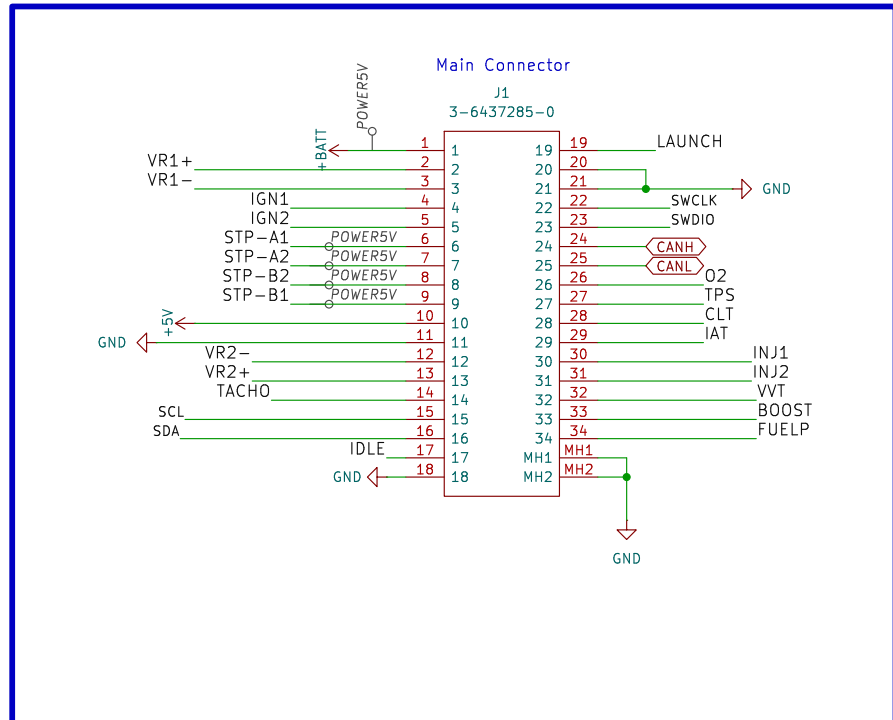 Main Connector
J1
3-6437285-0
POWER5V
+BATT
1 1 19 19 LAUNCH
VR1+ 2 2 20 20
VR1- 3 3 21 21 GND
IGN1 4 4 22 22 SWCLK
IGN2 5 5 23 23 SWDIO
STP-A1 POWER5V 6 6 24 24 CANH
STP-A2 POWER5V 7 7 25 25 CANL
STP-B2 POWER5V 8 8 26 26 O2
STP-B1 POWER5V 9 9 27 27 TPS
+5V 10 10 28 28 CLT
GND 11 11 29 29 IAT
VR2- 12 12 30 30 INJ1
VR2+ 13 13 31 31 INJ2
TACHO 14 14 32 32 VVT
SCL 15 15 33 33 BOOST
SDA 16 16 34 34 FUELP
IDLE 17 17 MH1 MH1
GND 18 18 MH2 MH2
GND